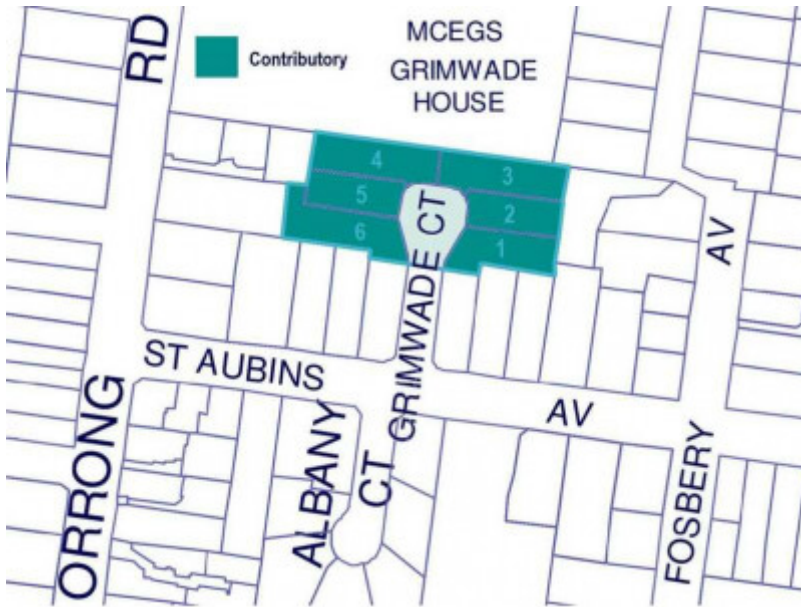 RD
Contributory
MCEGS
GRIMWADE
HOUSE
4
3
5
2
6
1
GRIMWADE CT
AV
ST AUBINS
AV
ORRONG
ALBANY
CT
FOSBERY